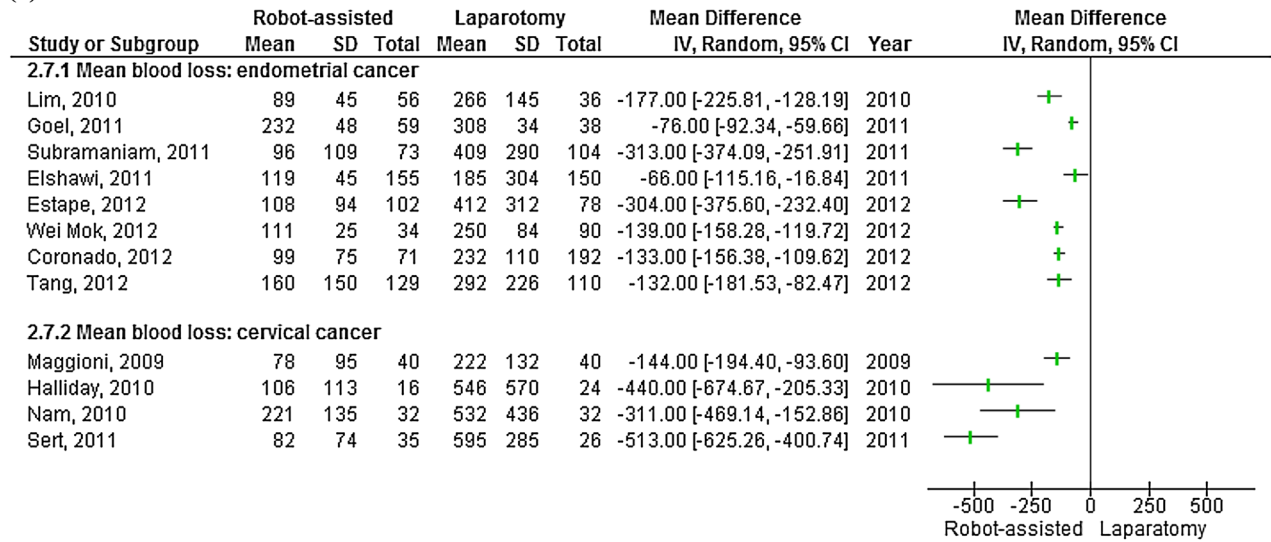 Robot-assisted Laparotomy Mean Difference Mean Difference
Study or Subgroup Mean SD Total Mean SD Total IV, Random, 95% CI Year IV, Random, 95% CI
2.7.1 Mean blood loss: endometrial cancer
Lim, 2010 89 45 56 266 145 36 -177.00 [-225.81, -128.19] 2010
Goel, 2011 232 48 59 308 34 38 -76.00 [-92.34, -59.66] 2011
Subramaniam, 2011 96 109 73 409 290 104 -313.00 [-374.09, -251.91] 2011
Elshawi, 2011 119 45 155 185 304 150 -66.00 [-115.16, -16.84] 2011
Estape, 2012 108 94 102 412 312 78 -304.00 [-375.60, -232.40] 2012
Wei Mok, 2012 111 25 34 250 84 90 -139.00 [-158.28, -119.72] 2012
Coronado, 2012 99 75 71 232 110 192 -133.00 [-156.38, -109.62] 2012
Tang, 2012 160 150 129 292 226 110 -132.00 [-181.53, -82.47] 2012
2.7.2 Mean blood loss: cervical cancer
Maggioni, 2009 78 95 40 222 132 40 -144.00 [-194.40, -93.60] 2009
Halliday, 2010 106 113 16 546 570 24 -440.00 [-674.67, -205.33] 2010
Nam, 2010 221 135 32 532 436 32 -311.00 [-469.14, -152.86] 2010
Sert, 2011 82 74 35 595 285 26 -513.00 [-625.26, -400.74] 2011
-500 -250 0 250 500
Robot-assisted Laparatomy